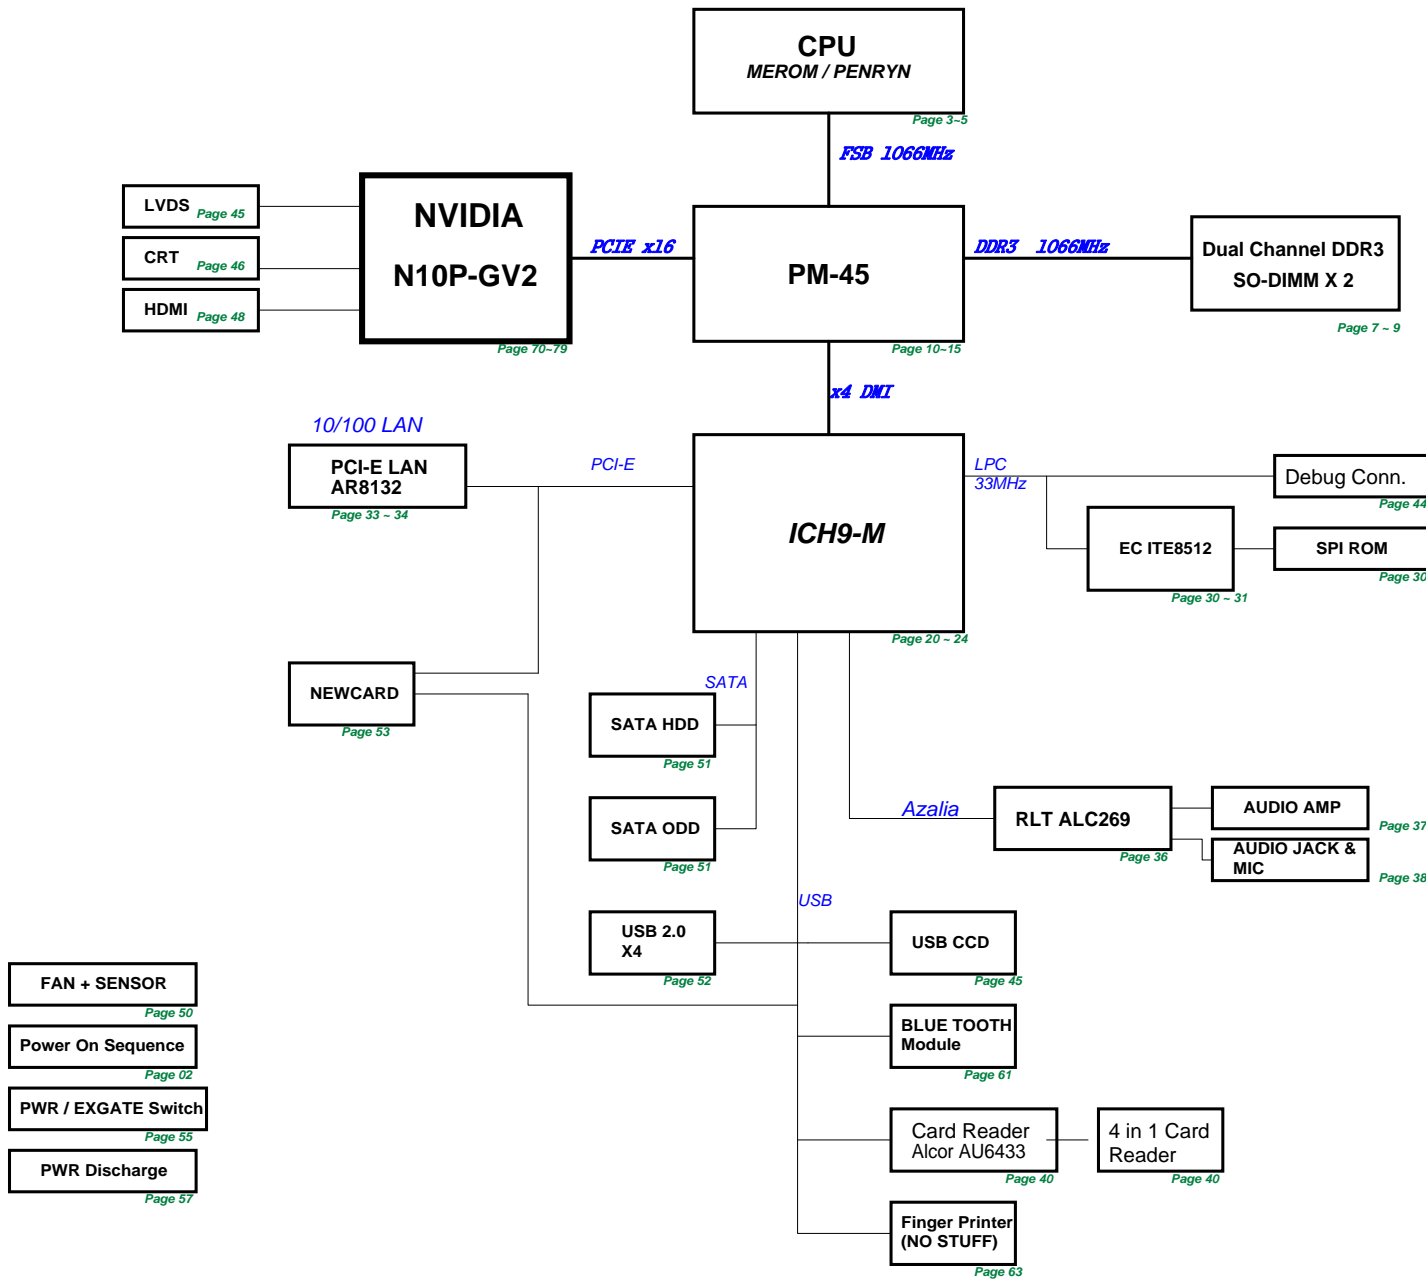 CPU
MEROM / PENRYN
Page 3~5
FSB 1066MHz
LVDS
Page 45
CRT
Page 46
HDMI
Page 48
NVIDIA
N10P-GV2
Page 70~79
PCIE x16
PM-45
Page 10~15
DDR3 1066MHz
Dual Channel DDR3
SO-DIMM X 2
Page 7 ~ 9
x4 DMI
10/100 LAN
PCI-E LAN
AR8132
Page 33 ~ 34
PCI-E
ICH9-M
Page 20 ~ 24
LPC
33MHz
Debug Conn.
Page 44
EC ITE8512
Page 30 ~ 31
SPI ROM
Page 30
NEWCARD
Page 53
SATA
SATA HDD
Page 51
SATA ODD
Page 51
Azalia
RLT ALC269
Page 36
AUDIO AMP
Page 37
AUDIO JACK &
MIC
Page 38
USB
USB 2.0
X4
Page 52
USB CCD
Page 45
BLUE TOOTH
Module
Page 61
Card Reader
Alcor AU6433
Page 40
4 in 1 Card
Reader
Page 40
Finger Printer
(NO STUFF)
Page 63
FAN + SENSOR
Page 50
Power On Sequence
Page 02
PWR / EXGATE Switch
Page 55
PWR Discharge
Page 57